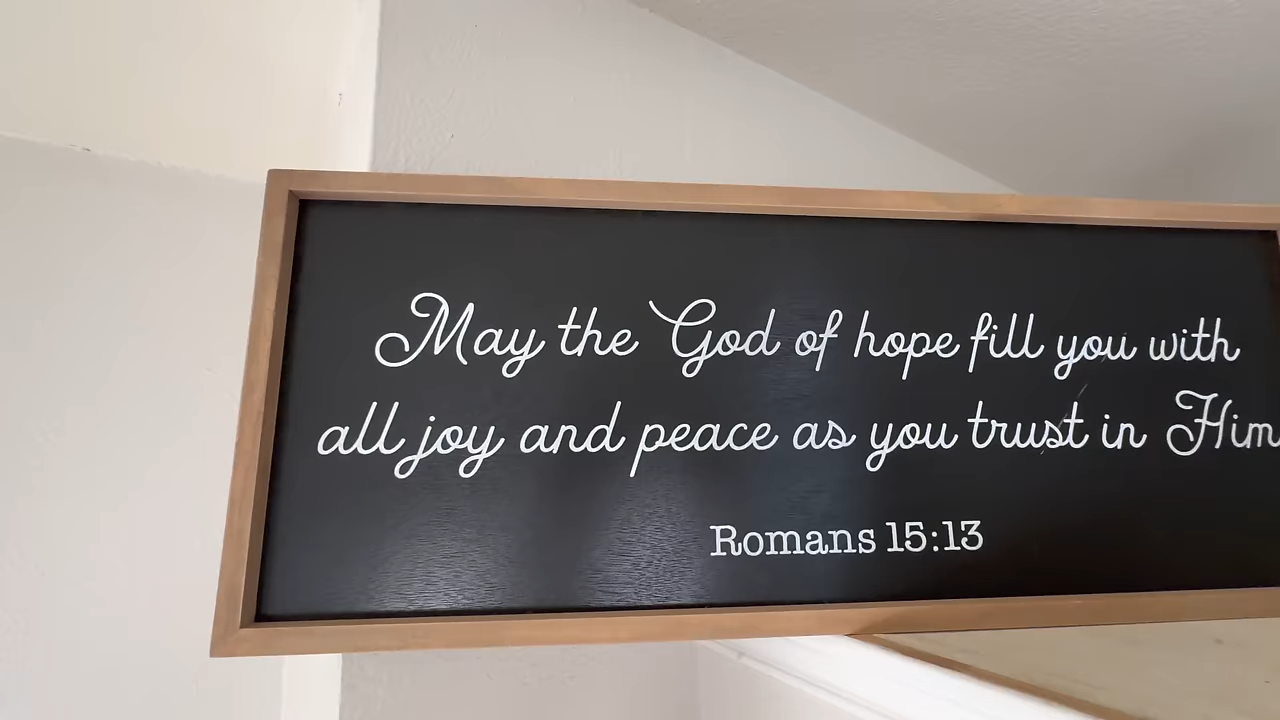 May the God of hope fill you with
all joy and peace as you trust in Him
Romans 15:13